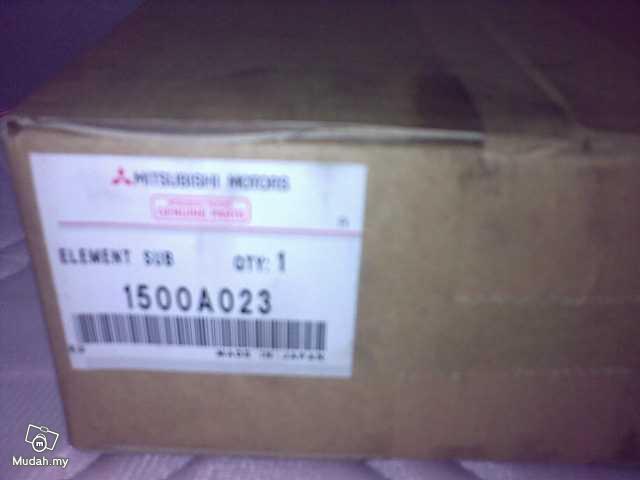 MITSUBISHI MOTORS
GENUINE PARTS
ELEMENT SUB QTY: 1
1500A023
MADE IN JAPAN
Mudah.my